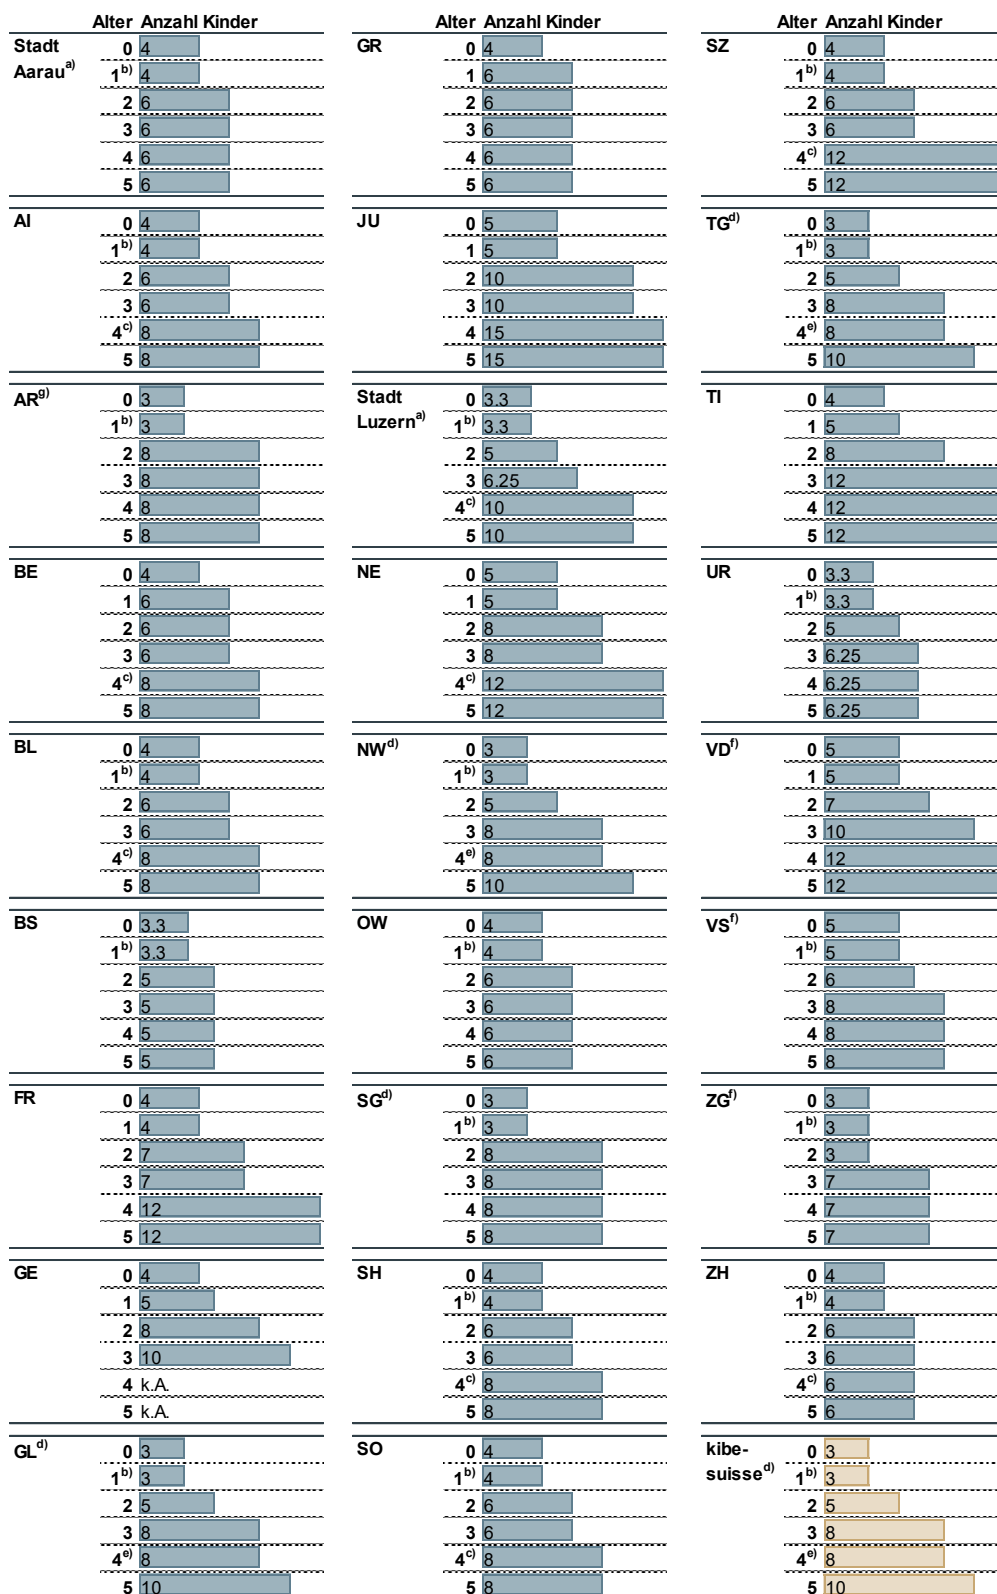 Alter Anzahl Kinder
Stadt 0 4
Aarau a) 1 b) 4
2 6
3 6
4 6
5 6
AI 0 4
1 b) 4
2 6
3 6
4 c) 8
5 8
AR g) 0 3
1 b) 3
2 8
3 8
4 8
5 8
BE 0 4
1 6
2 6
3 6
4 c) 8
5 8
BL 0 4
1 b) 4
2 6
3 6
4 c) 8
5 8
BS 0 3.3
1 b) 3.3
2 5
3 5
4 5
5 5
FR 0 4
1 4
2 7
3 7
4 12
5 12
GE 0 4
1 5
2 8
3 10
4 k.A.
5 k.A.
GL d) 0 3
1 b) 3
2 5
3 8
4 e) 8
5 10
Alter Anzahl Kinder
GR 0 4
1 6
2 6
3 6
4 6
5 6
JU 0 5
1 5
2 10
3 10
4 15
5 15
Stadt 0 3.3
Luzern a) 1 b) 3.3
2 5
3 6.25
4 c) 10
5 10
NE 0 5
1 5
2 8
3 8
4 c) 12
5 12
NW d) 0 3
1 b) 3
2 5
3 8
4 e) 8
5 10
OW 0 4
1 b) 4
2 6
3 6
4 6
5 6
SG d) 0 3
1 b) 3
2 8
3 8
4 8
5 8
SH 0 4
1 b) 4
2 6
3 6
4 c) 8
5 8
SO 0 4
1 b) 4
2 6
3 6
4 c) 8
5 8
Alter Anzahl Kinder
SZ 0 4
1 b) 4
2 6
3 6
4 c) 12
5 12
TG d) 0 3
1 b) 3
2 5
3 8
4 e) 8
5 10
TI 0 4
1 5
2 8
3 12
4 12
5 12
UR 0 3.3
1 b) 3.3
2 5
3 6.25
4 6.25
5 6.25
VD f) 0 5
1 5
2 7
3 10
4 12
5 12
VS f) 0 5
1 b) 5
2 6
3 8
4 8
5 8
ZG f) 0 3
1 b) 3
2 3
3 7
4 7
5 7
ZH 0 4
1 b) 4
2 6
3 6
4 c) 6
5 6
kibe- 0 3
suisse d) 1 b) 3
2 5
3 8
4 e) 8
5 10